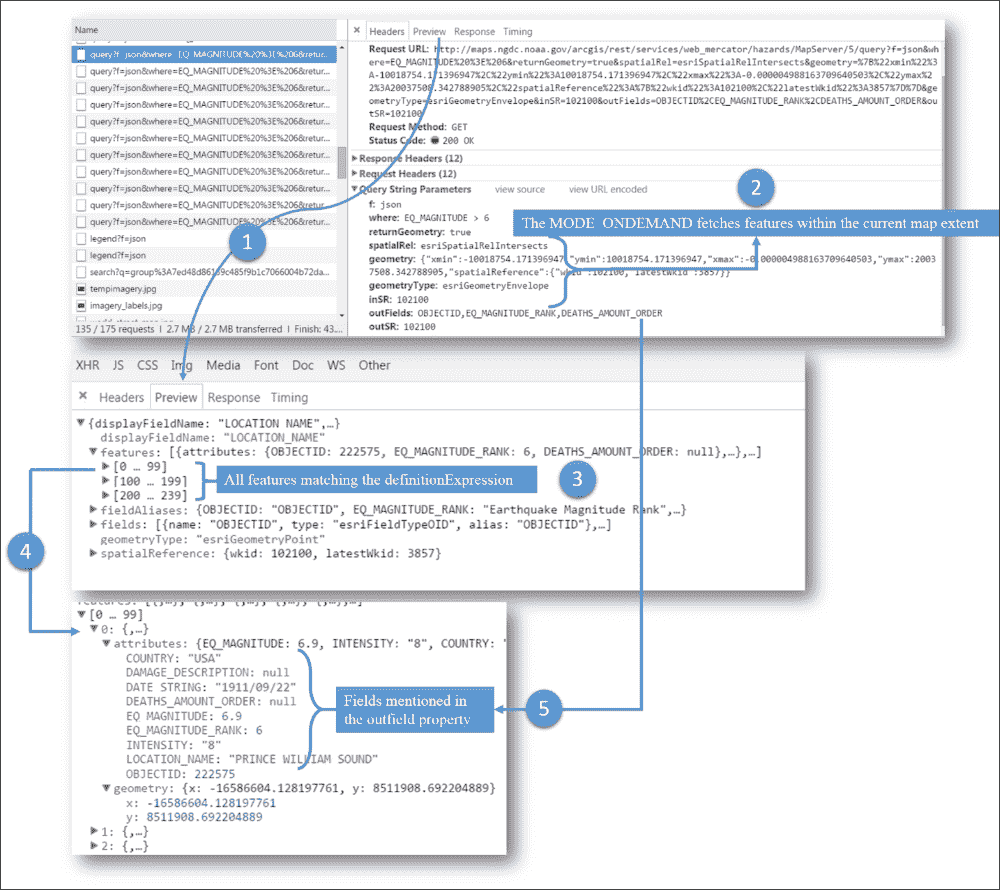 Name
query?f=json&where=EQ_MAGNITUDE%20%3E%206&retur...
query?f=json&where=EQ_MAGNITUDE%20%3E%206&retur...
query?f=json&where=EQ_MAGNITUDE%20%3E%206&retur...
query?f=json&where=EQ_MAGNITUDE%20%3E%206&retur...
query?f=json&where=EQ_MAGNITUDE%20%3E%206&retur...
query?f=json&where=EQ_MAGNITUDE%20%3E%206&retur...
query?f=json&where=EQ_MAGNITUDE%20%3E%206&retur...
query?f=json&where=EQ_MAGNITUDE%20%3E%206&retur...
query?f=json&where=EQ_MAGNITUDE%20%3E%206&retur...
query?f=json&where=EQ_MAGNITUDE%20%3E%206&retur...
query?f=json&where=EQ_MAGNITUDE%20%3E%206&retur...
legend?f=json
legend?f=json
tempimagery.jpg
imagery_labels.jpg
135 / 175 requests | 2.7 MB / 2.7 MB transferred | Finish: 43....
× Headers Preview Response Timing
Request URL: http://maps.ngdc.noaa.gov/arcgis/rest/services/web_mercator/hazards/MapServer/5/query?f=json&wh
ere=EQ_MAGNITUDE%20%3E%206&returnGeometry=true&spatialRel=esriSpatialRelIntersects&geometry=%7B%22xmin%22%3
A-10018754.171396947%2C%22ymin%22%3A10018754.171396947%2C%22xmax%22%3A-0.000004988163709640503%2C%22ymax%2
2%3A20037508.342788905%2C%22spatialReference%22%3A%7B%22wkid%22%3A102100%2C%22latestWkid%22%3A3857%7D%7D&ge
ometryType=esriGeometryEnvelope&inSR=102100&outFields=OBJECTID%2CEQ_MAGNITUDE_RANK%2CDEATHS_AMOUNT_ORDER&ou
tSR=102100
Request Method: GET
Status Code: 200 OK
Response Headers (12)
Request Headers (12)
Query String Parameters view source view URL encoded
f: json
where: EQ_MAGNITUDE > 6
returnGeometry: true
spatialRel: esriSpatialRelIntersects
geometry: {"xmin":-10018754.171396947,"ymin":10018754.171396947,"xmax":-0.000004988163709640503,"ymax":2003
7508.342788905,"spatialReference":{"wkid":102100,"latestWkid":3857}}
geometryType: esriGeometryEnvelope
inSR: 102100
outFields: OBJECTID,EQ_MAGNITUDE_RANK,DEATHS_AMOUNT_ORDER
outSR: 102100
1
2
The MODE_ONDEMAND fetches features within the current map extent
XHR JS CSS Img Media Font Doc WS Other
× Headers Preview Response Timing
{displayFieldName: "LOCATION NAME",…}
displayFieldName: "LOCATION_NAME"
features: [{attributes: {OBJECTID: 222575, EQ_MAGNITUDE_RANK: 6, DEATHS_AMOUNT_ORDER: null},…},…]
[0 … 99]
[100 … 199]
[200 … 239]
All features matching the definitionExpression
3
fieldAliases: {OBJECTID: "OBJECTID", EQ_MAGNITUDE_RANK: "Earthquake Magnitude Rank",…}
fields: [{name: "OBJECTID", type: "esriFieldTypeOID", alias: "OBJECTID"},…]
geometryType: "esriGeometryPoint"
spatialReference: {wkid: 102100, latestWkid: 3857}
4
[0 … 99]
0: {,…}
attributes: {EQ_MAGNITUDE: 6.9, INTENSITY: "8", COUNTRY: "
COUNTRY: "USA"
DAMAGE_DESCRIPTION: null
DATE STRING: "1911/09/22"
DEATHS_AMOUNT_ORDER: null
EQ MAGNITUDE: 6.9
EQ_MAGNITUDE_RANK: 6
INTENSITY: "8"
LOCATION_NAME: "PRINCE WILLIAM SOUND"
OBJECTID: 222575
Fields mentioned in
the outfield property
5
geometry: {x: -16586604.128197761, y: 8511908.692204889}
x: -16586604.128197761
y: 8511908.692204889
1: {,…}
2: {,…}